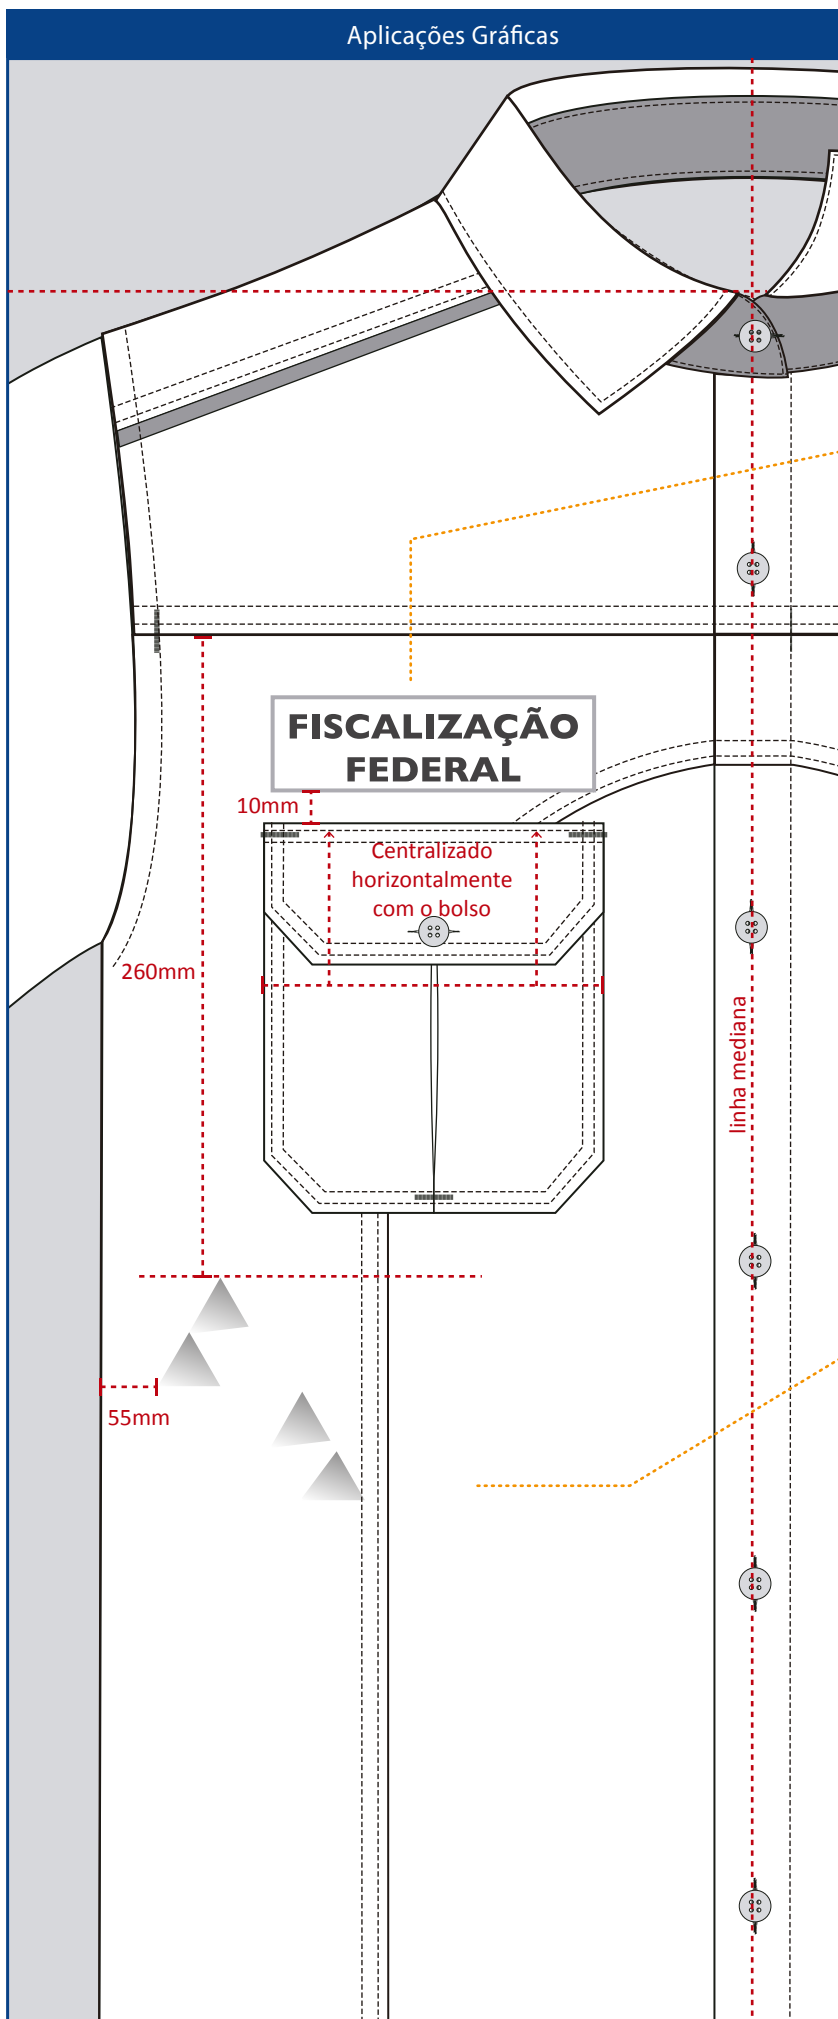 Aplicações Gráficas
FISCALIZAÇÃO
FEDERAL
10mm
Centralizado
horizontalmente
com o bolso
260mm
linha mediana
55mm